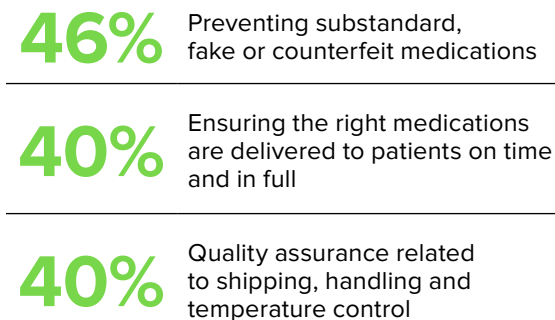 46%
Preventing substandard,
fake or counterfeit medications
40%
Ensuring the right medications
are delivered to patients on time
and in full
40%
Quality assurance related
to shipping, handling and
temperature control